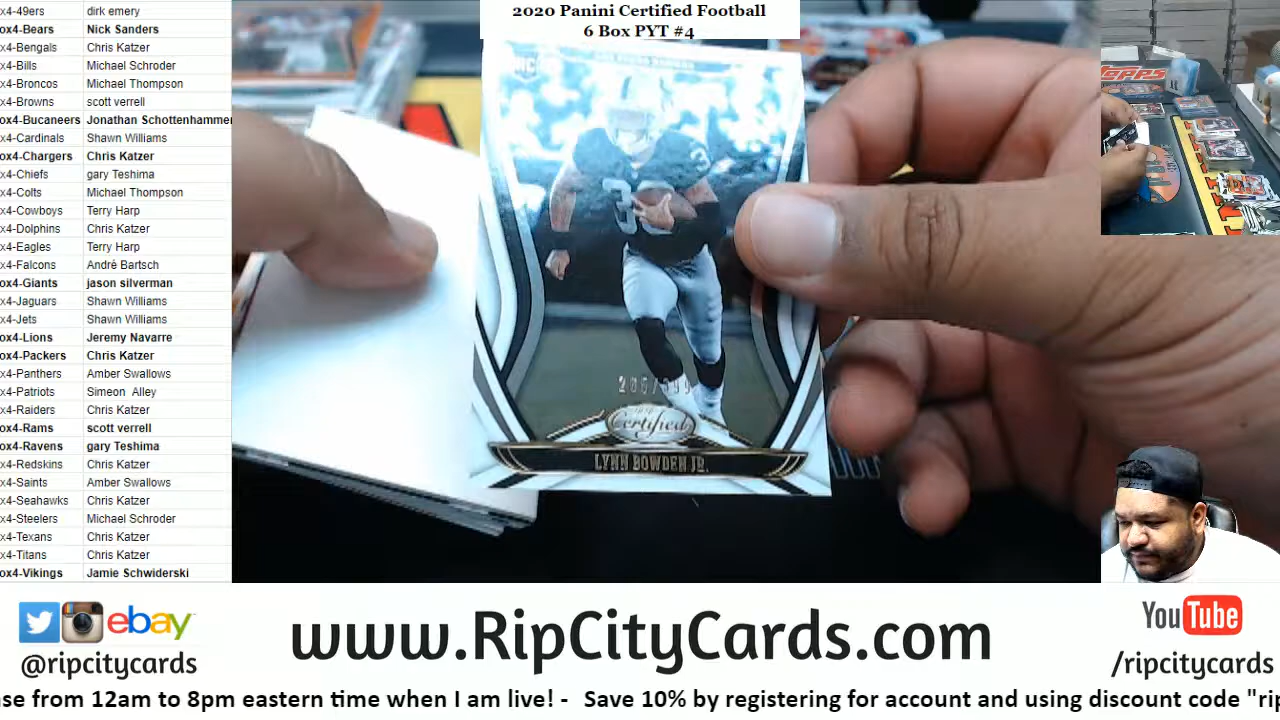 x4-49ers dirk emery
ox4-Bears Nick Sanders
x4-Bengals Chris Katzer
x4-Bills Michael Schroder
x4-Broncos Michael Thompson
x4-Browns scott verrell
ox4-Bucaneers Jonathan Schottenhammer
x4-Cardinals Shawn Williams
ox4-Chargers Chris Katzer
x4-Chiefs gary Teshima
x4-Colts Michael Thompson
x4-Cowboys Terry Harp
x4-Dolphins Chris Katzer
x4-Eagles Terry Harp
x4-Falcons Andrè Bartsch
ox4-Giants jason silverman
x4-Jaguars Shawn Williams
x4-Jets Shawn Williams
ox4-Lions Jeremy Navarre
ox4-Packers Chris Katzer
x4-Panthers Amber Swallows
x4-Patriots Simeon Alley
x4-Raiders Chris Katzer
ox4-Rams scott verrell
ox4-Ravens gary Teshima
x4-Redskins Chris Katzer
x4-Saints Amber Swallows
x4-Seahawks Chris Katzer
x4-Steelers Michael Schroder
x4-Texans Chris Katzer
x4-Titans Chris Katzer
ox4-Vikings Jamie Schwiderski
2020 Panini Certified Football
6 Box PYT #4
Certified
LYNN BOWDEN JR.
Topps
ebay
@ripcitycards
www.RipCityCards.com
YouTube
/ripcitycards
se from 12am to 8pm eastern time when I am live! - Save 10% by registering for account and using discount code "rip